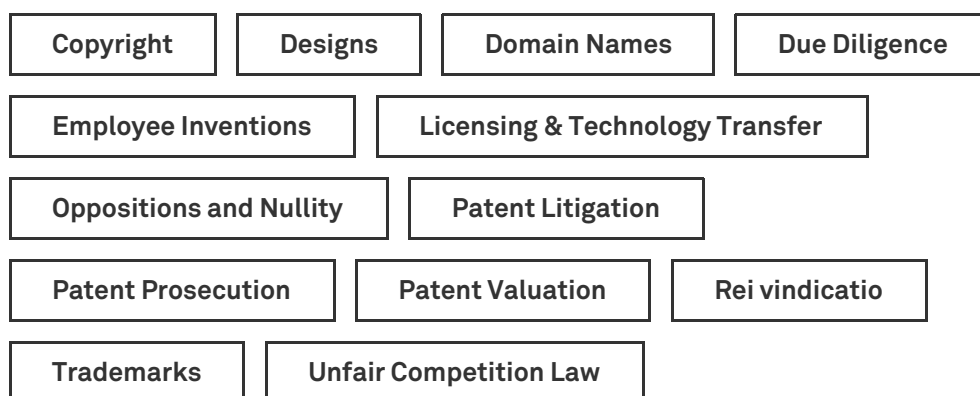 Copyright Designs Domain Names Due Diligence
Employee Inventions Licensing & Technology Transfer
Oppositions and Nullity Patent Litigation
Patent Prosecution Patent Valuation Rei vindicatio
Trademarks Unfair Competition Law